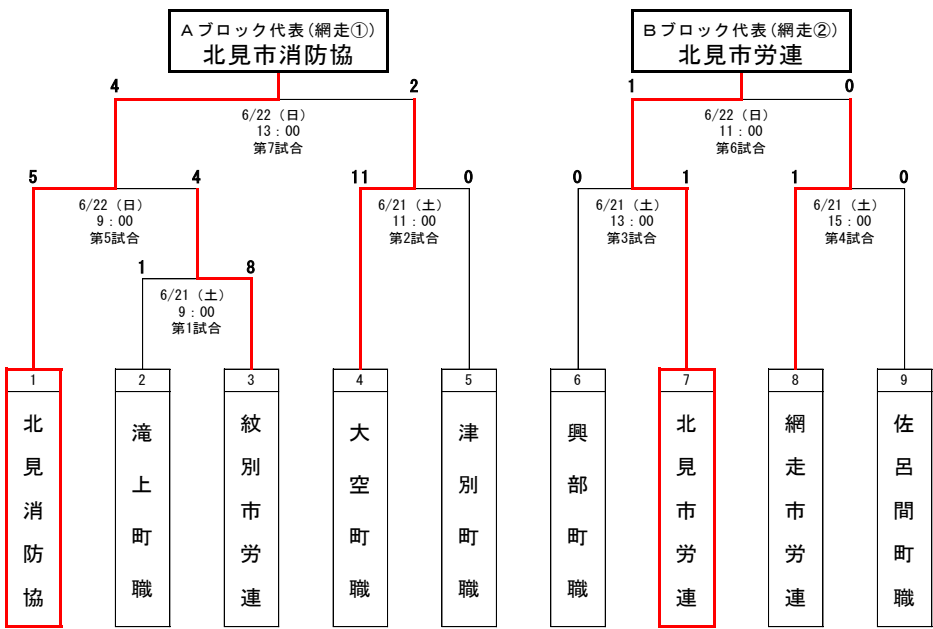 Aブロック代表(網走①)
北見市消防協
Bブロック代表(網走②)
北見市労連
4
2
1
0
6/22（日）
13：00
第7試合
6/22（日）
11：00
第6試合
5
4
11
0
0
1
1
0
6/22（日）
9：00
第5試合
6/21（土）
11：00
第2試合
6/21（土）
13：00
第3試合
6/21（土）
15：00
第4試合
1
8
6/21（土）
9：00
第1試合
1
北見消防協
2
滝上町職
3
紋別市労連
4
大空町職
5
津別町職
6
興部町職
7
北見市労連
8
網走市労連
9
佐呂間町職